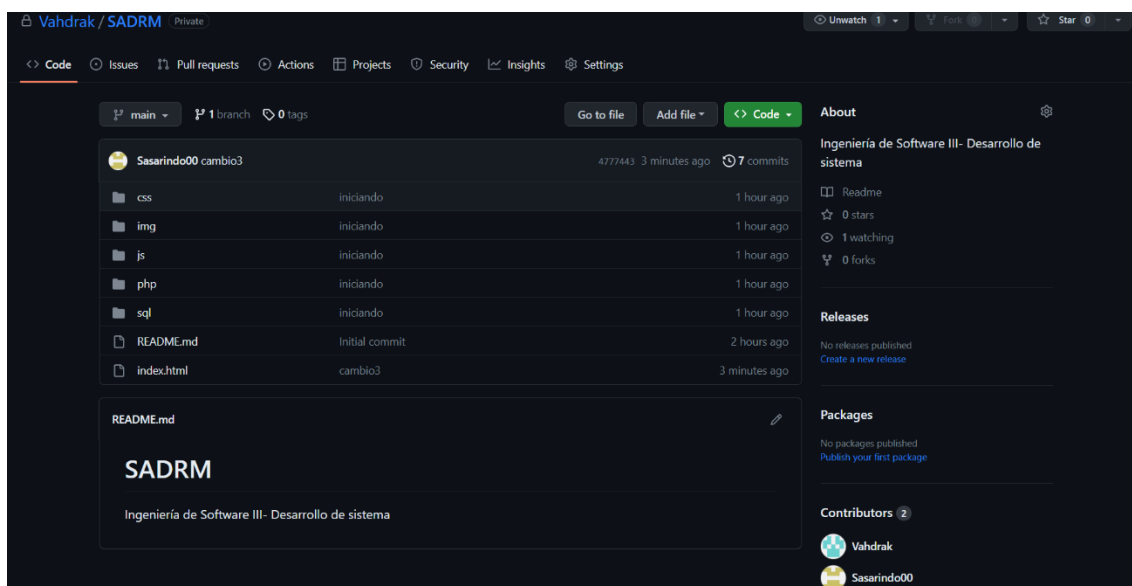 Vahdrak / SADRM Private
Unwatch 1 Fork 0 Star 0
<> Code Issues Pull requests Actions Projects Security Insights Settings
main 1 branch 0 tags Go to file Add file <> Code
Sasarindo00 cambio3 4777443 3 minutes ago 7 commits
css iniciando 1 hour ago
img iniciando 1 hour ago
js iniciando 1 hour ago
php iniciando 1 hour ago
sql iniciando 1 hour ago
README.md Initial commit 2 hours ago
index.html cambio3 3 minutes ago
README.md
SADRM
Ingeniería de Software III- Desarrollo de sistema
About
Ingeniería de Software III- Desarrollo de
sistema
Readme
0 stars
1 watching
0 forks
Releases
No releases published
Create a new release
Packages
No packages published
Publish your first package
Contributors 2
Vahdrak
Sasarindo00